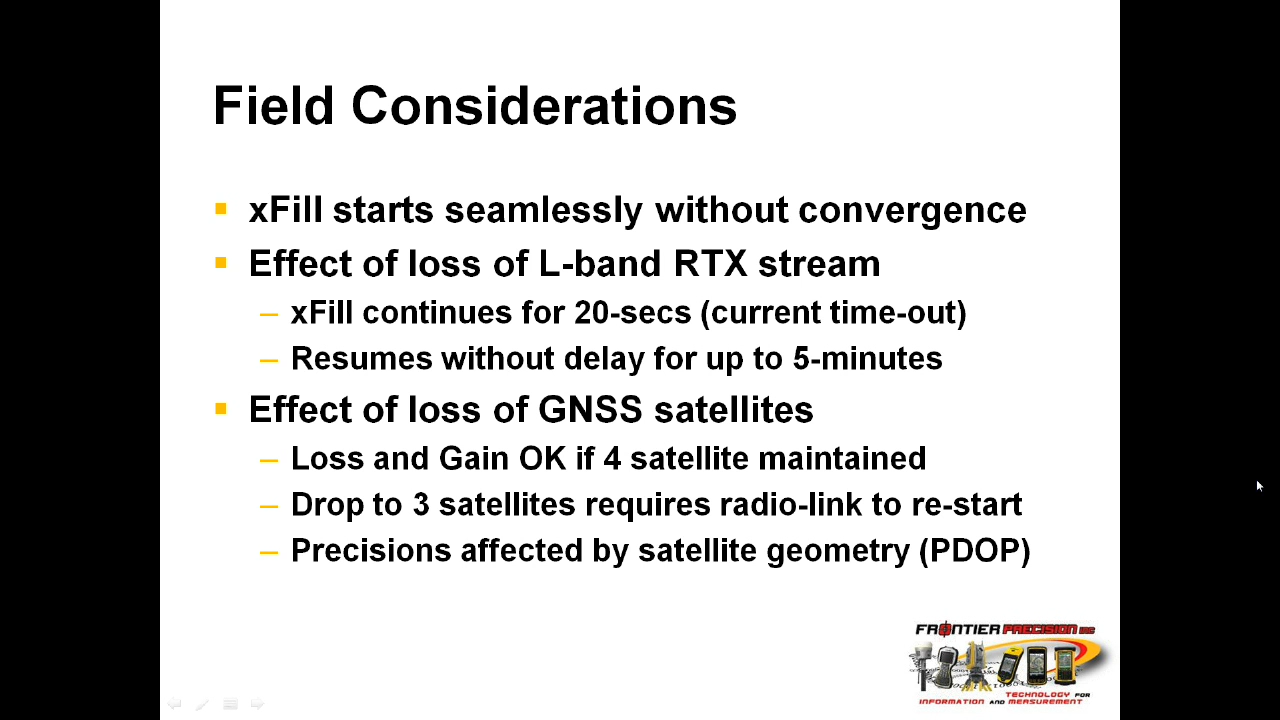 Field Considerations
xFill starts seamlessly without convergence
Effect of loss of L-band RTX stream
– xFill continues for 20-secs (current time-out)
– Resumes without delay for up to 5-minutes
Effect of loss of GNSS satellites
– Loss and Gain OK if 4 satellite maintained
– Drop to 3 satellites requires radio-link to re-start
– Precisions affected by satellite geometry (PDOP)
FRONTIER PRECISION INC
TECHNOLOGY FOR
INFORMATION AND MEASUREMENT